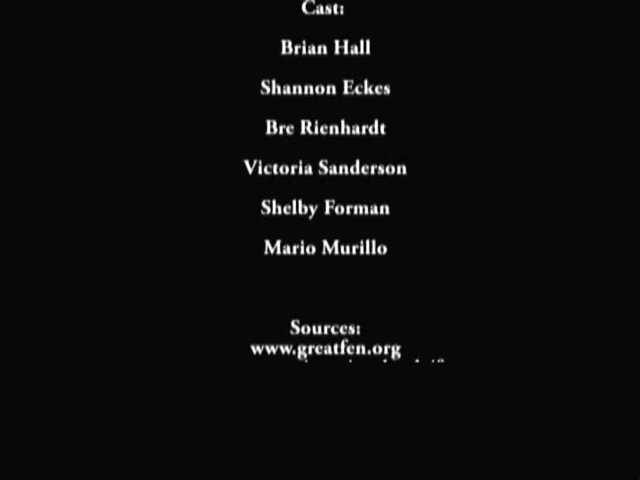 Cast:
Brian Hall
Shannon Eckes
Bre Rienhardt
Victoria Sanderson
Shelby Forman
Mario Murillo
Sources:
www.greatfen.org